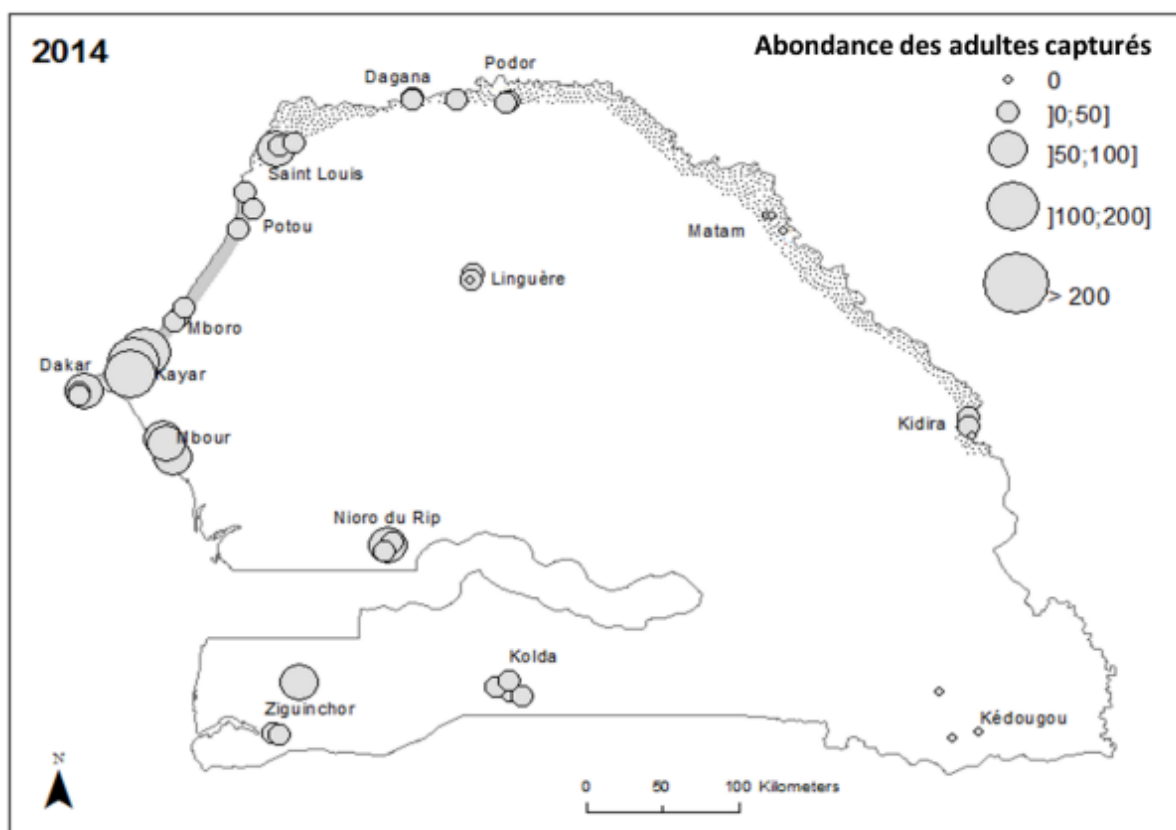 2014
Abondance des adultes capturés
0
]0;50]
]50;100]
]100;200]
> 200
Dagana
Podor
Saint Louis
Potou
Matam
Linguère
Mboro
Dakar
Kayar
Mbour
Kidira
Nioro du Rip
Kolda
Ziguinchor
Kédougou
N
0 50 100 Kilometers